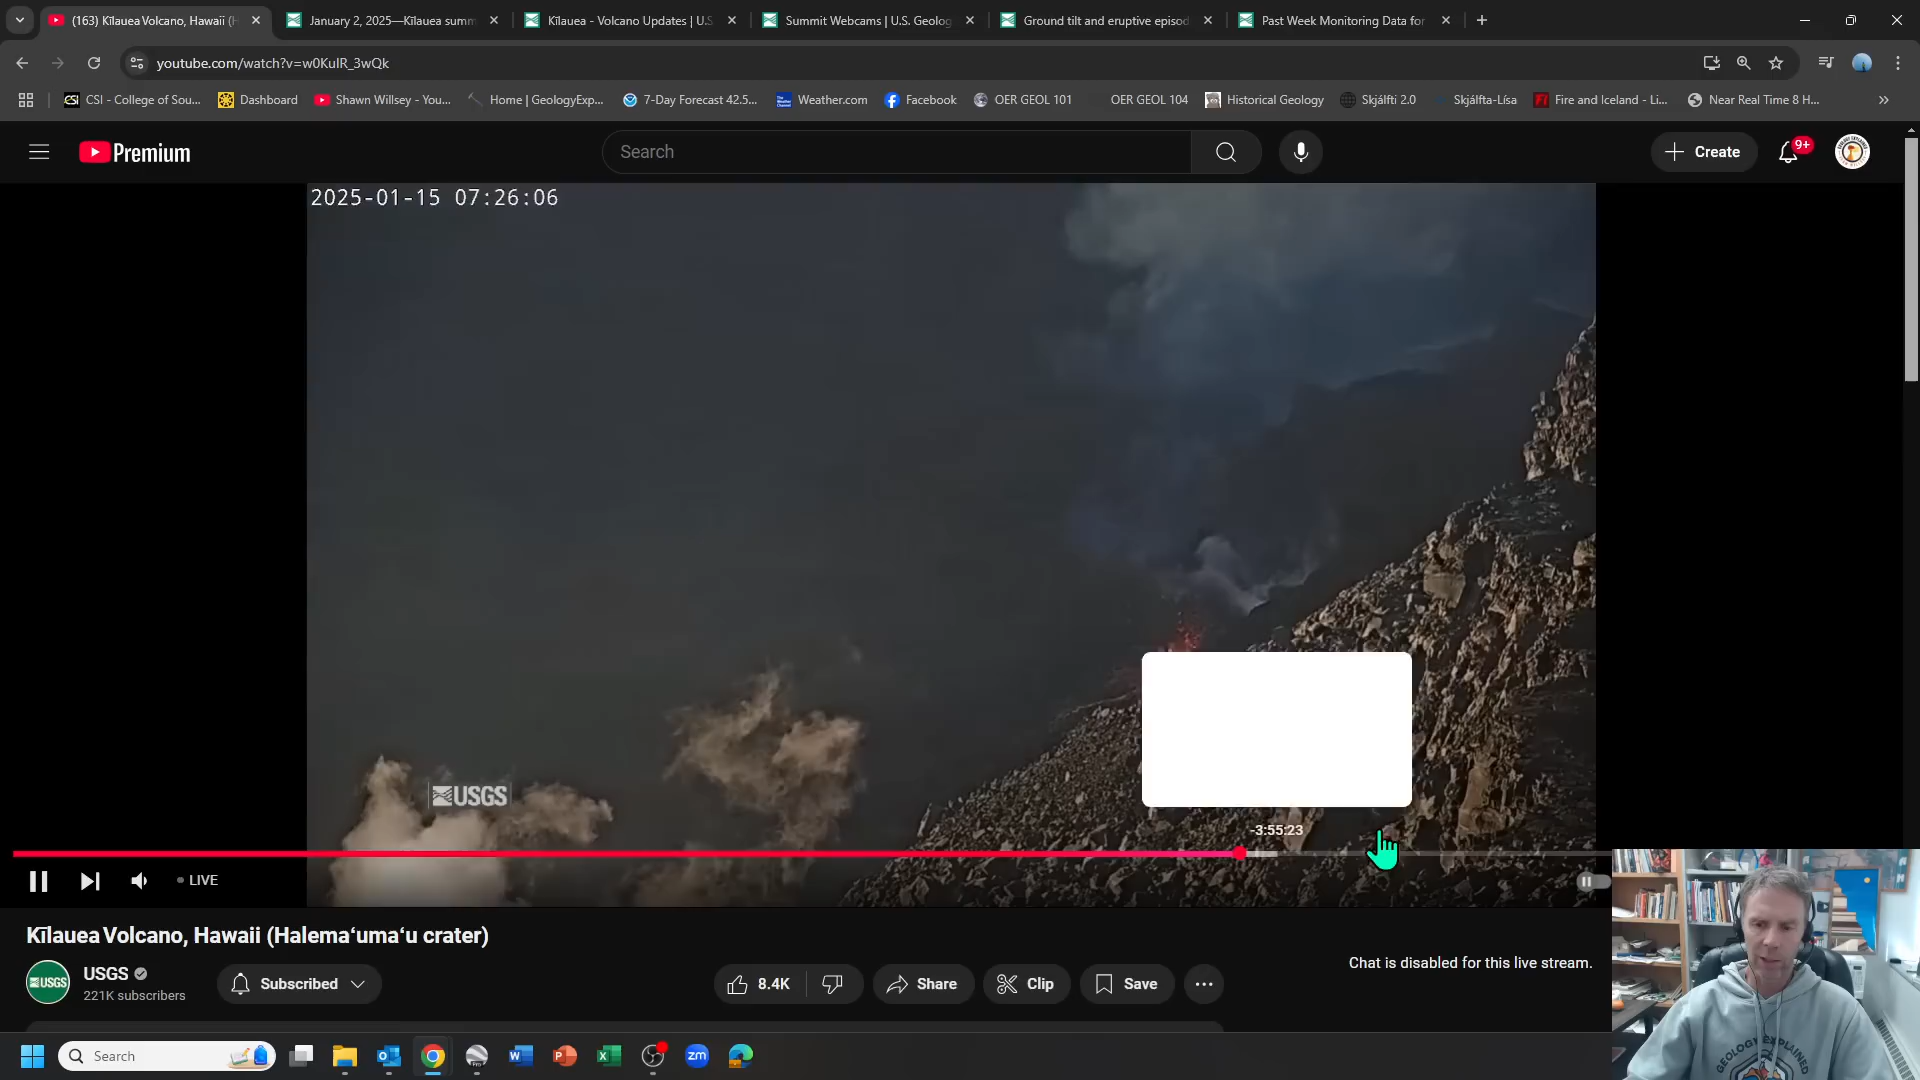 (163) Kīlauea Volcano, Hawaii (H
January 2, 2025—Kīlauea summ
Kīlauea - Volcano Updates | U.S
Summit Webcams | U.S. Geolog
Ground tilt and eruptive episod
Past Week Monitoring Data for
youtube.com/watch?v=w0KuIR_3wQk
CSI - College of Sou...
Dashboard
Shawn Willsey - You...
Home | GeologyExp...
7-Day Forecast 42.5...
Weather.com
Facebook
OER GEOL 101
OER GEOL 104
Historical Geology
Skjálfti 2.0
Skjálfta-Lísa
Fire and Iceland - Li...
Near Real Time 8 H...
Premium
Search
Create
9+
2025-01-15 07:26:06
USGS
-3:55:23
LIVE
Kīlauea Volcano, Hawaii (Halemaʻumaʻu crater)
USGS
USGS
221K subscribers
Subscribed
8.4K
Share
Clip
Save
Chat is disabled for this live stream.
GEOLOGY EXPLAINED
Search